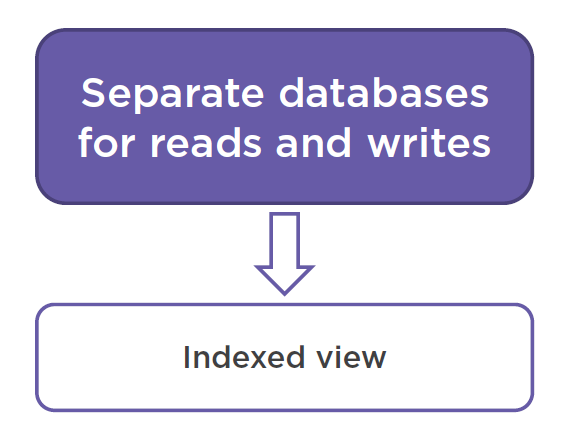 Separate databases
for reads and writes
Indexed view